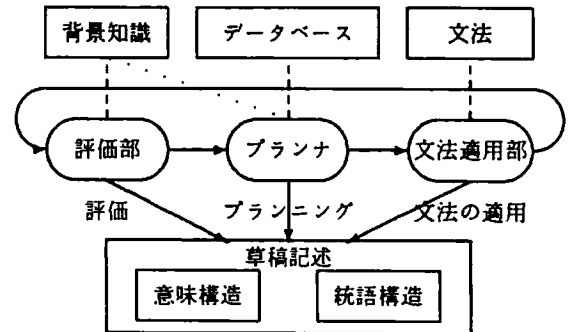 背景知識
データベース
文法
評価部
プランナ
文法適用部
評価
プランニング
文法の適用
草稿記述
意味構造
統語構造